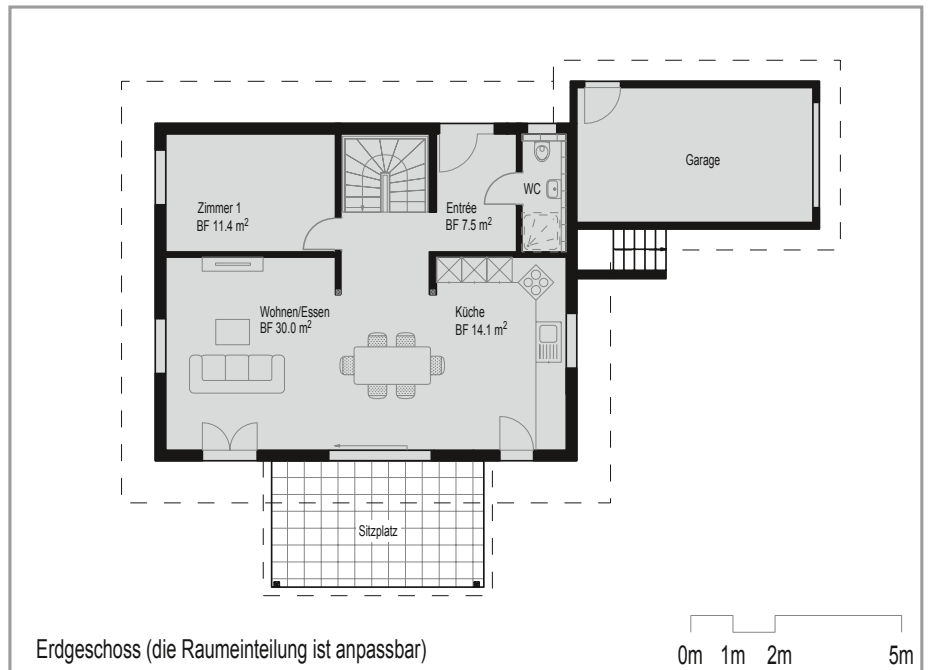 Garage
WC
Zimmer 1
BF 11.4 m²
Entrée
BF 7.5 m²
Wohnen/Essen
BF 30.0 m²
Küche
BF 14.1 m²
Sitzplatz
Erdgeschoss (die Raumeinteilung ist anpassbar)
0m 1m 2m 5m